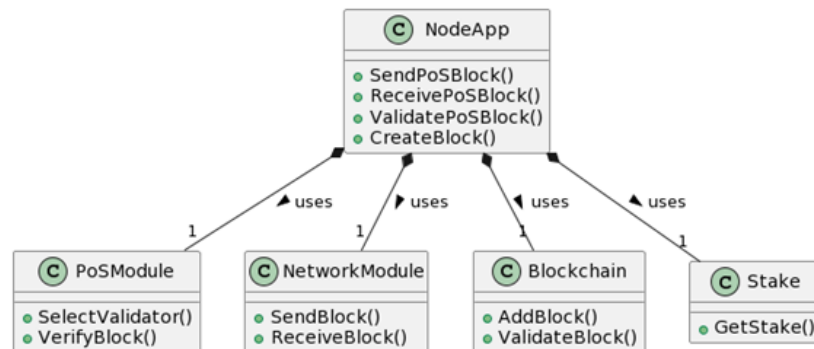 C NodeApp
SendPoSBlock()
ReceivePoSBlock()
ValidatePoSBlock()
CreateBlock()
uses uses uses uses
1 1 1 1
C PoSModule
SelectValidator()
VerifyBlock()
C NetworkModule
SendBlock()
ReceiveBlock()
C Blockchain
AddBlock()
ValidateBlock()
C Stake
GetStake()